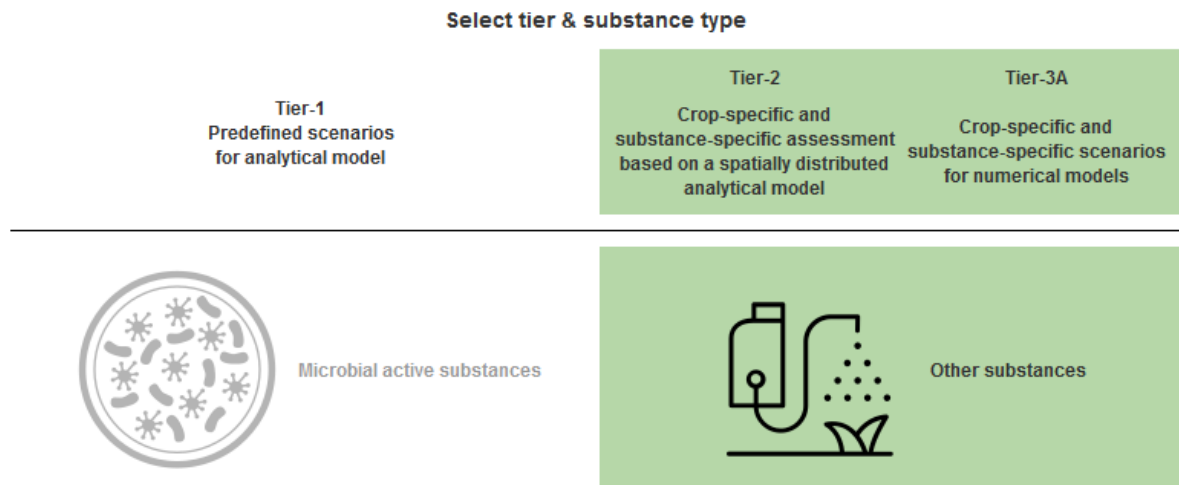 Select tier & substance type
Tier-1
Predefined scenarios
for analytical model
Tier-2
Crop-specific and
substance-specific assessment
based on a spatially distributed
analytical model
Tier-3A
Crop-specific and
substance-specific scenarios
for numerical models
Microbial active substances
Other substances